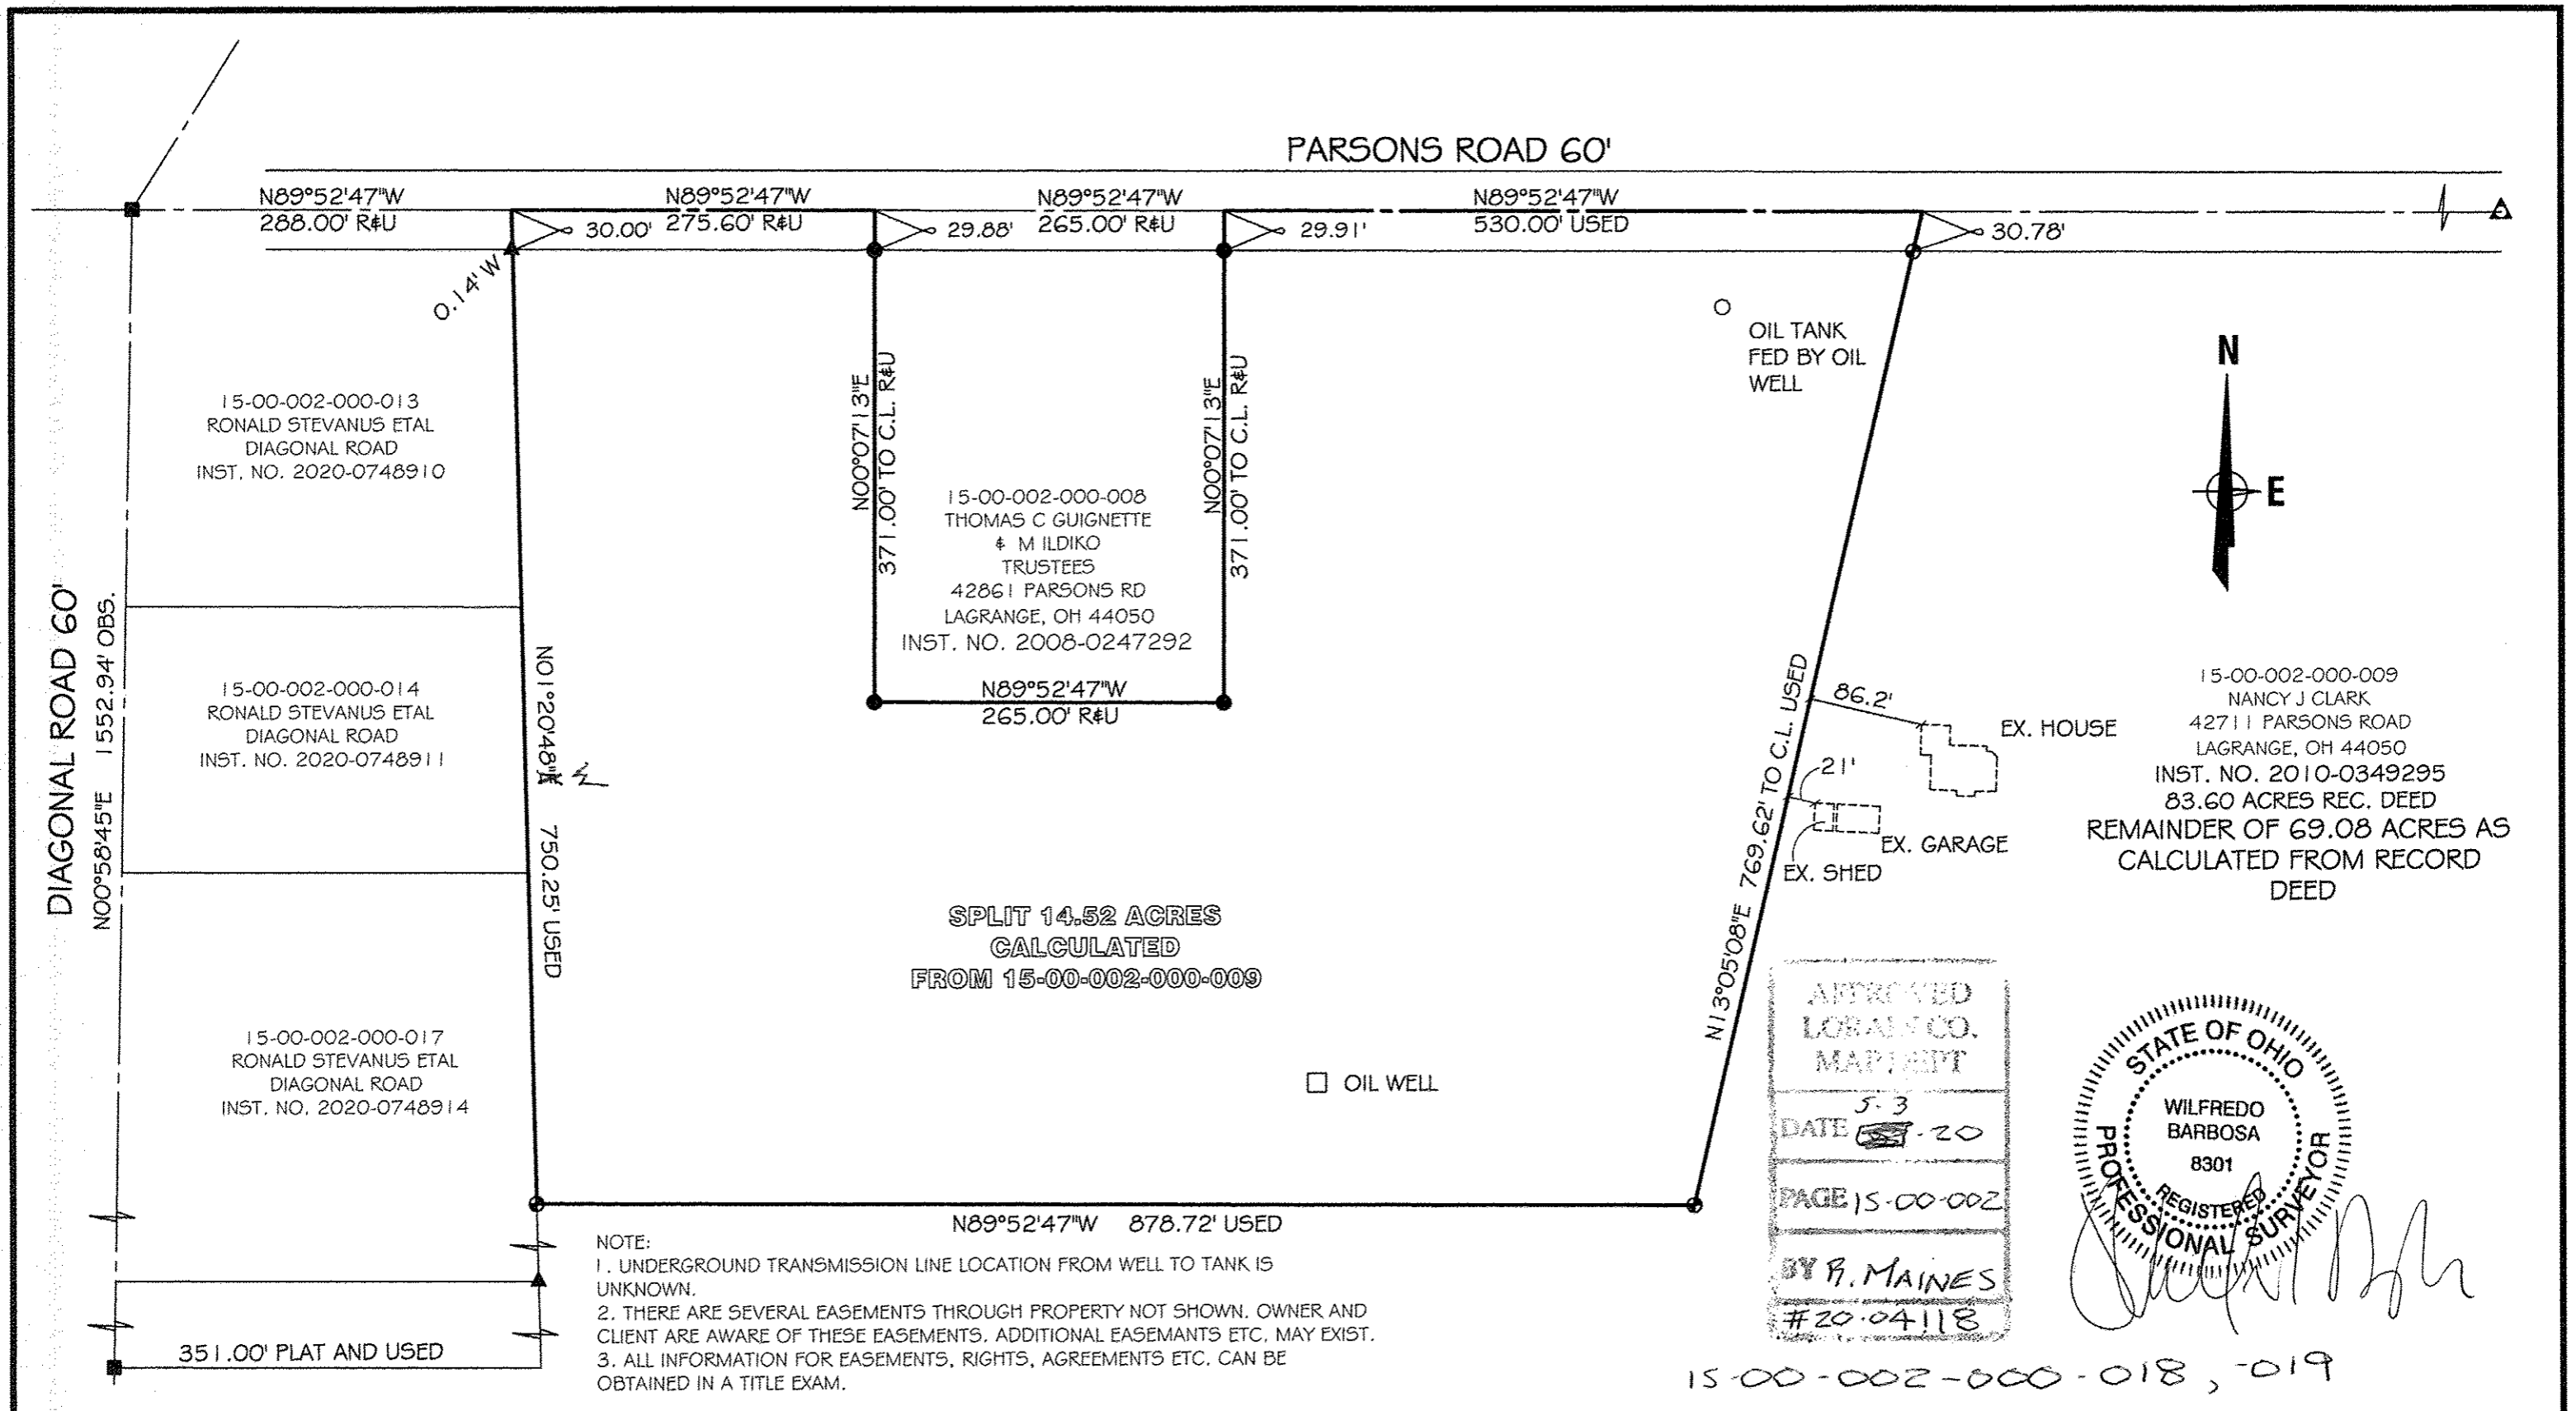 PARSONS ROAD 60'
N89°52'47"W
288.00' R&U
N89°52'47"W
275.60' R&U
N89°52'47"W
265.00' R&U
N89°52'47"W
530.00' USED
30.00'
29.88'
29.91'
30.78'
0.14' W
OIL TANK
FED BY OIL
WELL
N
E
15-00-002-000-013
RONALD STEVANUS ETAL
DIAGONAL ROAD
INST. NO. 2020-0748910
N00°07'13"E
371.00' TO C.L. R&U
N00°07'13"E
371.00' TO C.L. R&U
15-00-002-000-008
THOMAS C GUIGNETTE
& M ILDIKO
TRUSTEES
42861 PARSONS RD
LAGRANGE, OH 44050
INST. NO. 2008-0247292
N89°52'47"W
265.00' R&U
DIAGONAL ROAD 60'
N00°58'45"E 1552.94' OBS.
15-00-002-000-014
RONALD STEVANUS ETAL
DIAGONAL ROAD
INST. NO. 2020-0748911
N01°20'48" 750.25' USED
N13°05'08"E 769.62' TO C.L. USED
86.2'
EX. HOUSE
21'
EX. GARAGE
EX. SHED
15-00-002-000-009
NANCY J CLARK
42711 PARSONS ROAD
LAGRANGE, OH 44050
INST. NO. 2010-0349295
83.60 ACRES REC. DEED
REMAINDER OF 69.08 ACRES AS
CALCULATED FROM RECORD
DEED
SPLIT 14.52 ACRES
CALCULATED
FROM 15-00-002-000-009
15-00-002-000-017
RONALD STEVANUS ETAL
DIAGONAL ROAD
INST. NO. 2020-0748914
OIL WELL
N89°52'47"W 878.72' USED
NOTE:
1. UNDERGROUND TRANSMISSION LINE LOCATION FROM WELL TO TANK IS
UNKNOWN.
2. THERE ARE SEVERAL EASEMENTS THROUGH PROPERTY NOT SHOWN. OWNER AND
CLIENT ARE AWARE OF THESE EASEMENTS. ADDITIONAL EASEMANTS ETC. MAY EXIST.
3. ALL INFORMATION FOR EASEMENTS, RIGHTS, AGREEMENTS ETC. CAN BE
OBTAINED IN A TITLE EXAM.
351.00' PLAT AND USED
APPROVED
LORAIN CO.
MAP DEPT
DATE 5-3-20
PAGE 15-00-002
BY R. MAINES
#20-04118
STATE OF OHIO
WILFREDO
BARBOSA
8301
REGISTERED
PROFESSIONAL SURVEYOR
15-00-002-000-018, -019